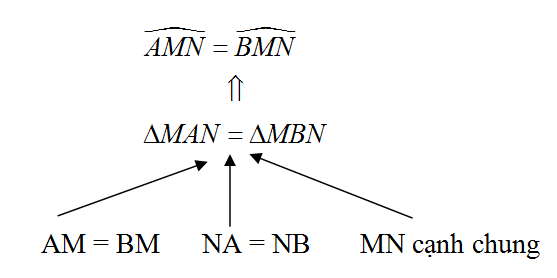 $\widehat{AMN} = \widehat{BMN}$
⇑
ΔMAN = ΔMBN
AM = BM NA = NB MN cạnh chung